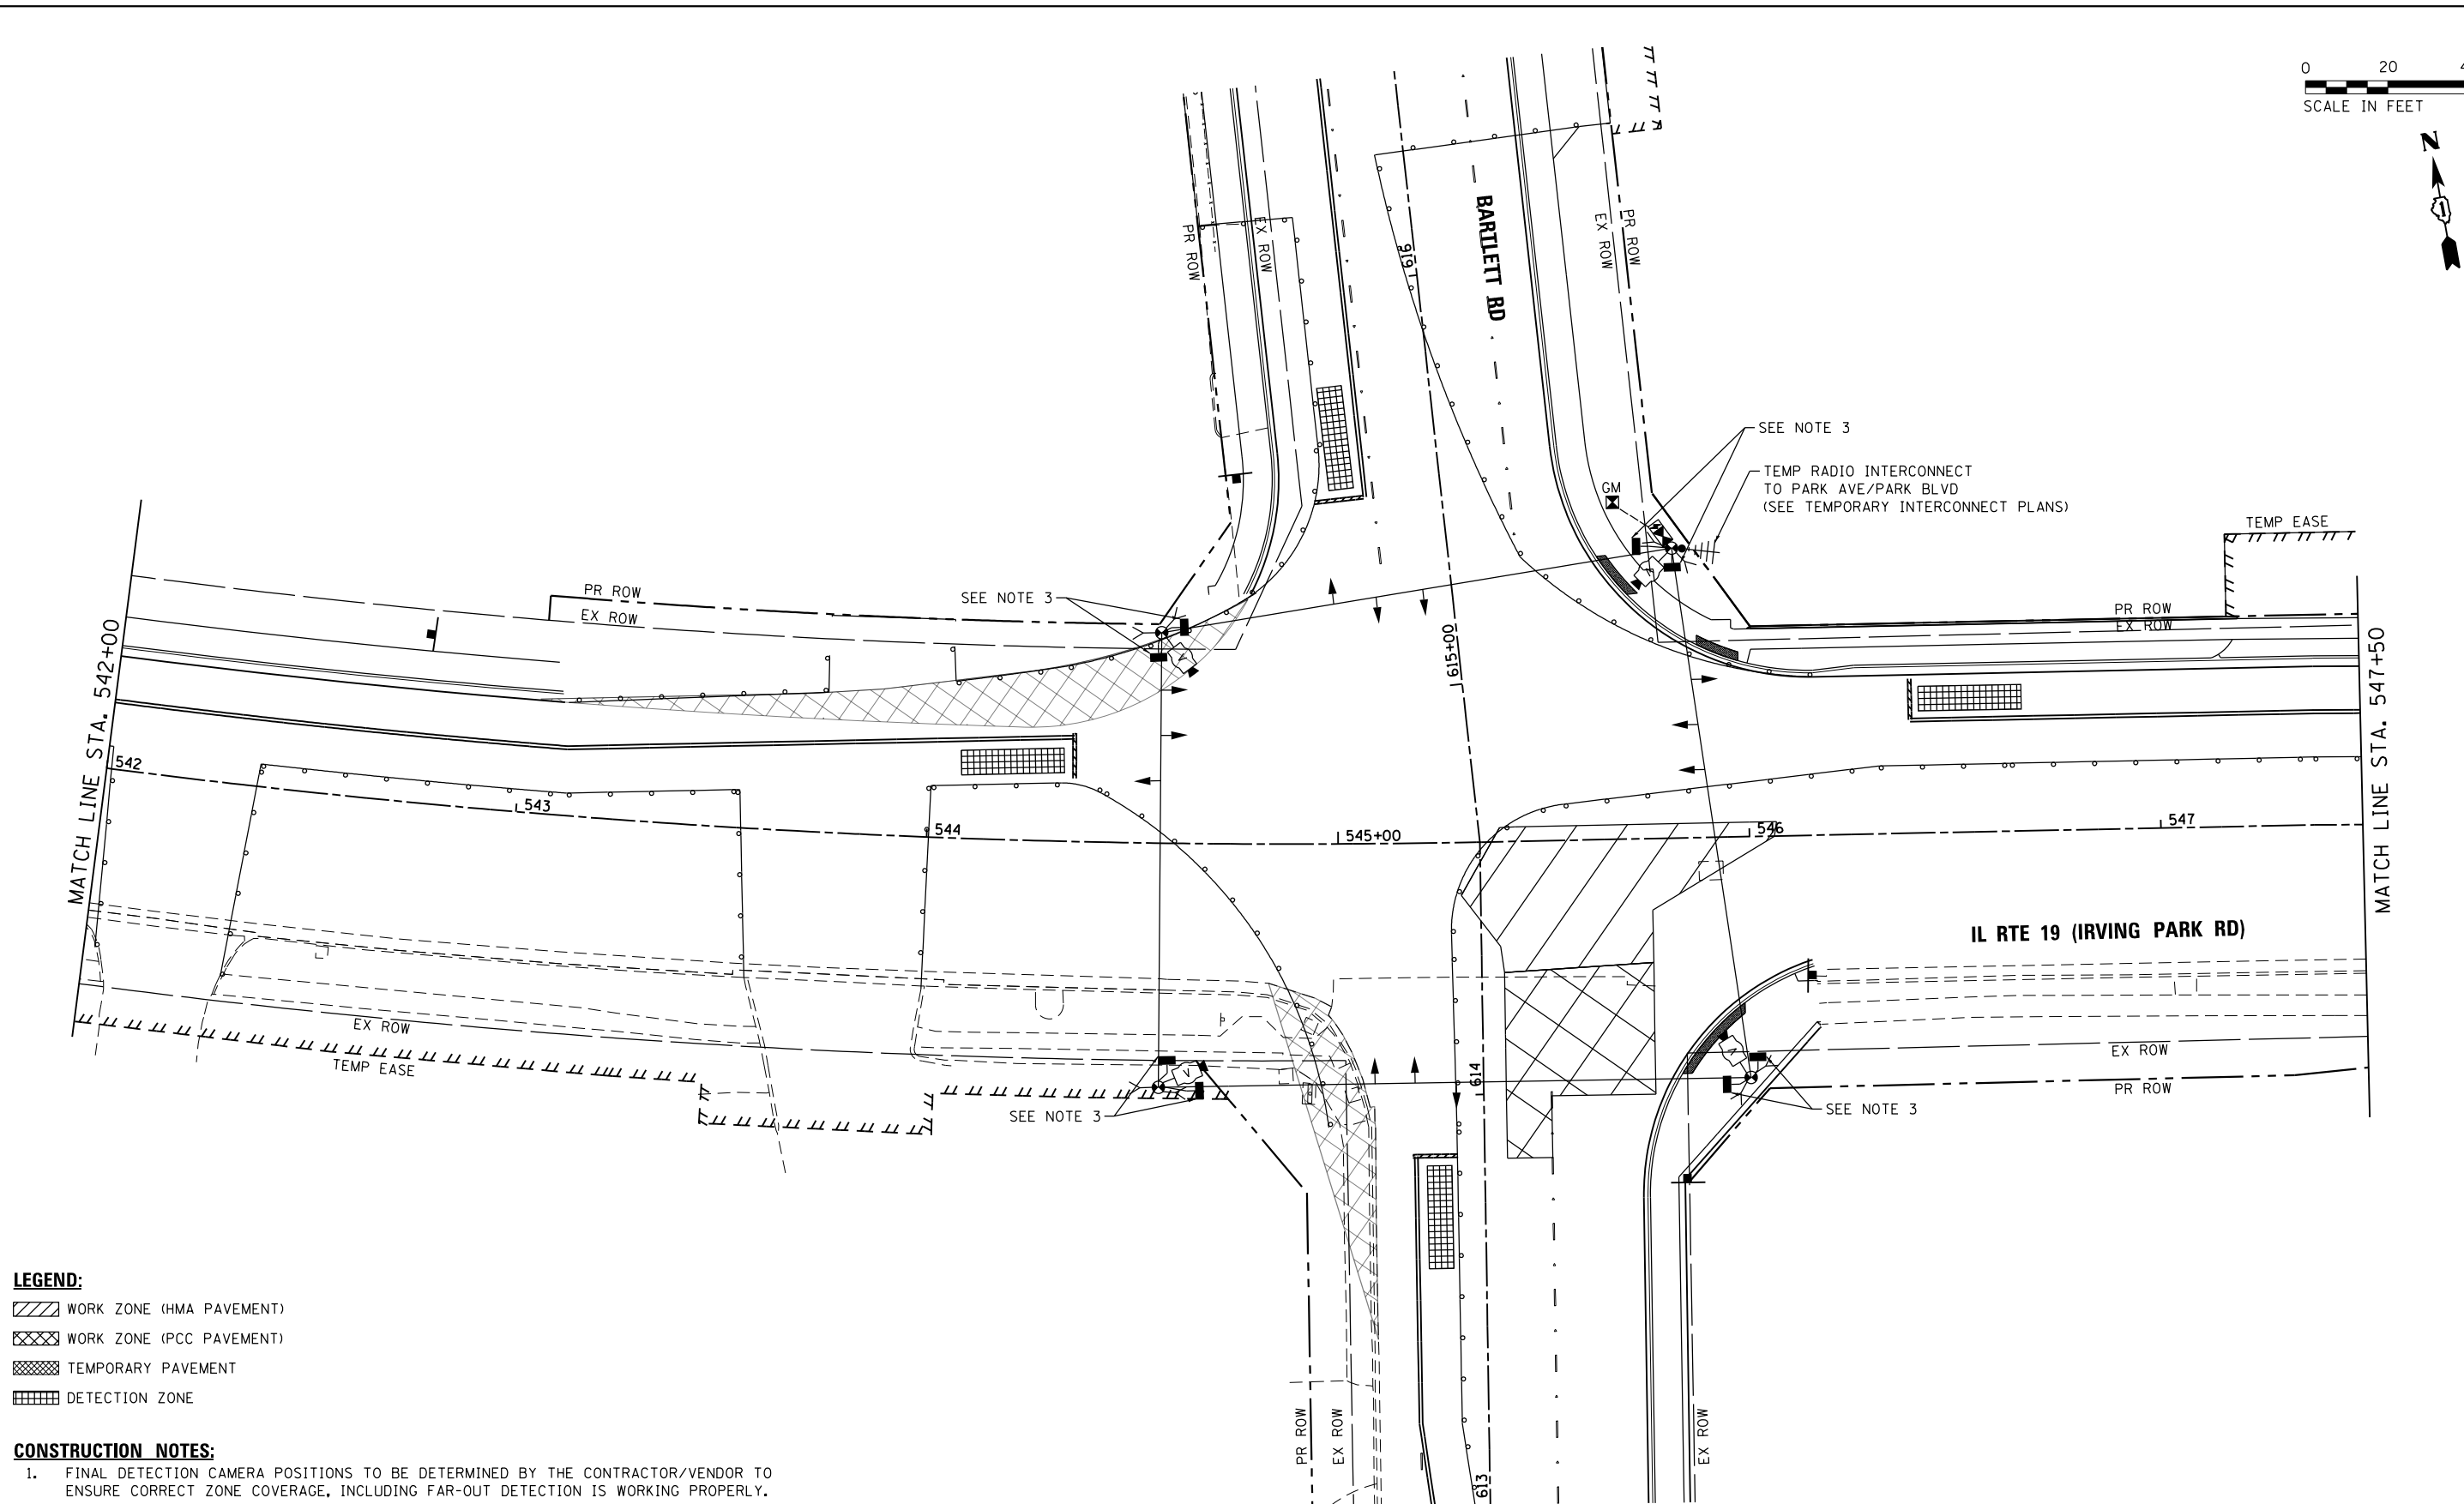 0 20
SCALE IN FEET
N
1
BARTLETT RD
PR ROW
EX ROW
EX ROW
PR ROW
616
SEE NOTE 3
TEMP RADIO INTERCONNECT
TO PARK AVE/PARK BLVD
(SEE TEMPORARY INTERCONNECT PLANS)
GM
TEMP EASE
PR ROW
EX ROW
SEE NOTE 3
PR ROW
EX ROW
MATCH LINE STA. 542+00
615+00
MATCH LINE STA. 547+50
V
V
542
543
544
545+00
546
547
IL RTE 19 (IRVING PARK RD)
EX ROW
TEMP EASE
V
V
614
SEE NOTE 3
SEE NOTE 3
EX ROW
PR ROW
LEGEND:
WORK ZONE (HMA PAVEMENT)
WORK ZONE (PCC PAVEMENT)
TEMPORARY PAVEMENT
DETECTION ZONE
PR ROW
EX ROW
EX ROW
613
CONSTRUCTION NOTES:
1. FINAL DETECTION CAMERA POSITIONS TO BE DETERMINED BY THE CONTRACTOR/VENDOR TO
ENSURE CORRECT ZONE COVERAGE, INCLUDING FAR-OUT DETECTION IS WORKING PROPERLY.